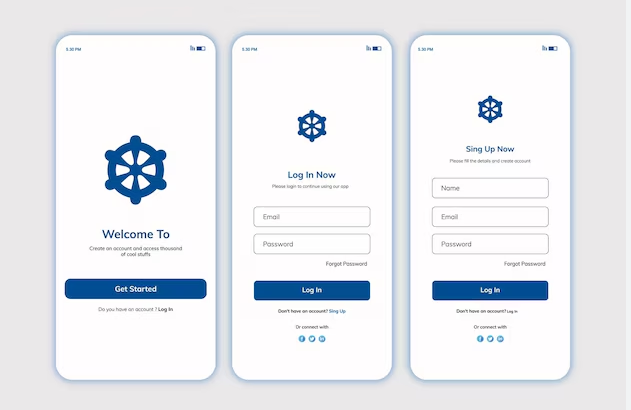 5.30 PM
Welcome To
Create an account and access thousand
of cool stuffs
Get Started
Do you have an account ? Log In
5.30 PM
Log In Now
Please login to continue using our app
Email
Password
Forgot Password
Log In
Don't have an account? Sing Up
Or connect with
5.30 PM
Sing Up Now
Please fill the details and create account
Name
Email
Password
Forgot Password
Log In
Don't have an account? Log In
Or connect with